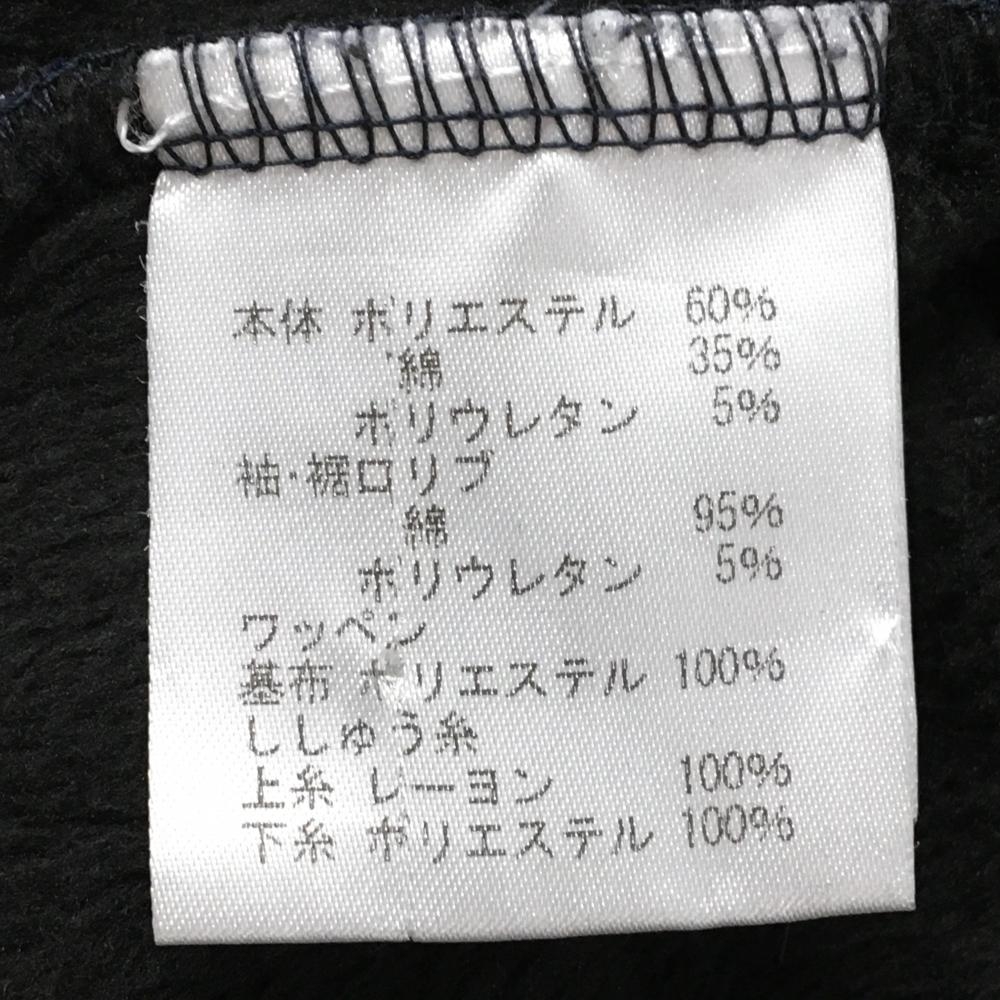 本体 ポリエステル 60%
綿 35%
ポリウレタン 5%
袖・裾口リブ
綿 95%
ポリウレタン 5%
ワッペン
基布 ポリエステル 100%
ししゅう糸
上糸 レーヨン 100%
下糸 ポリエステル 100%